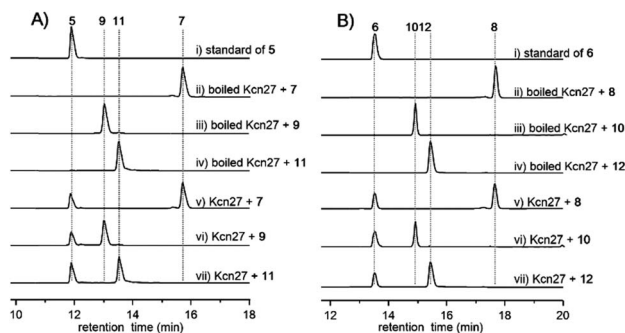 A)
5 9 11 7
i) standard of 5
ii) boiled Kcn27 + 7
iii) boiled Kcn27 + 9
iv) boiled Kcn27 + 11
v) Kcn27 + 7
vi) Kcn27 + 9
vii) Kcn27 + 11
10 12 14 16 18
retention time (min)
B)
6 10 12 8
i) standard of 6
ii) boiled Kcn27 + 8
iii) boiled Kcn27 + 10
iv) boiled Kcn27 + 12
v) Kcn27 + 8
vi) Kcn27 + 10
vii) Kcn27 + 12
12 14 16 18 20
retention time (min)